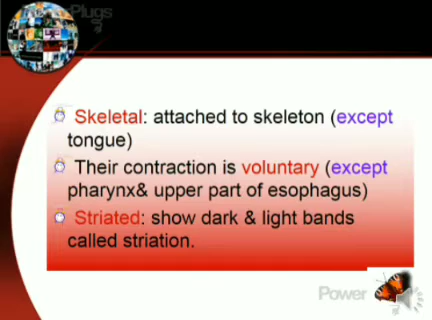 Plugs
Skeletal: attached to skeleton (except
tongue)
Their contraction is voluntary (except
pharynx& upper part of esophagus)
Striated: show dark & light bands
called striation.
Power